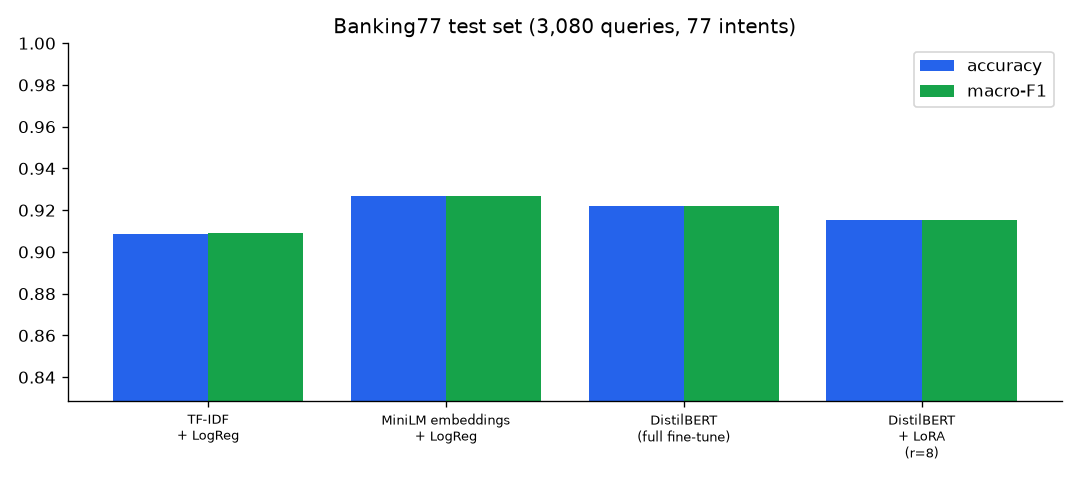 Banking77 test set (3,080 queries, 77 intents)
1.00
0.98
0.96
0.94
0.92
0.90
0.88
0.86
0.84
accuracy
macro-F1
TF-IDF
+ LogReg
MiniLM embeddings
+ LogReg
DistilBERT
(full fine-tune)
DistilBERT
+ LoRA
(r=8)